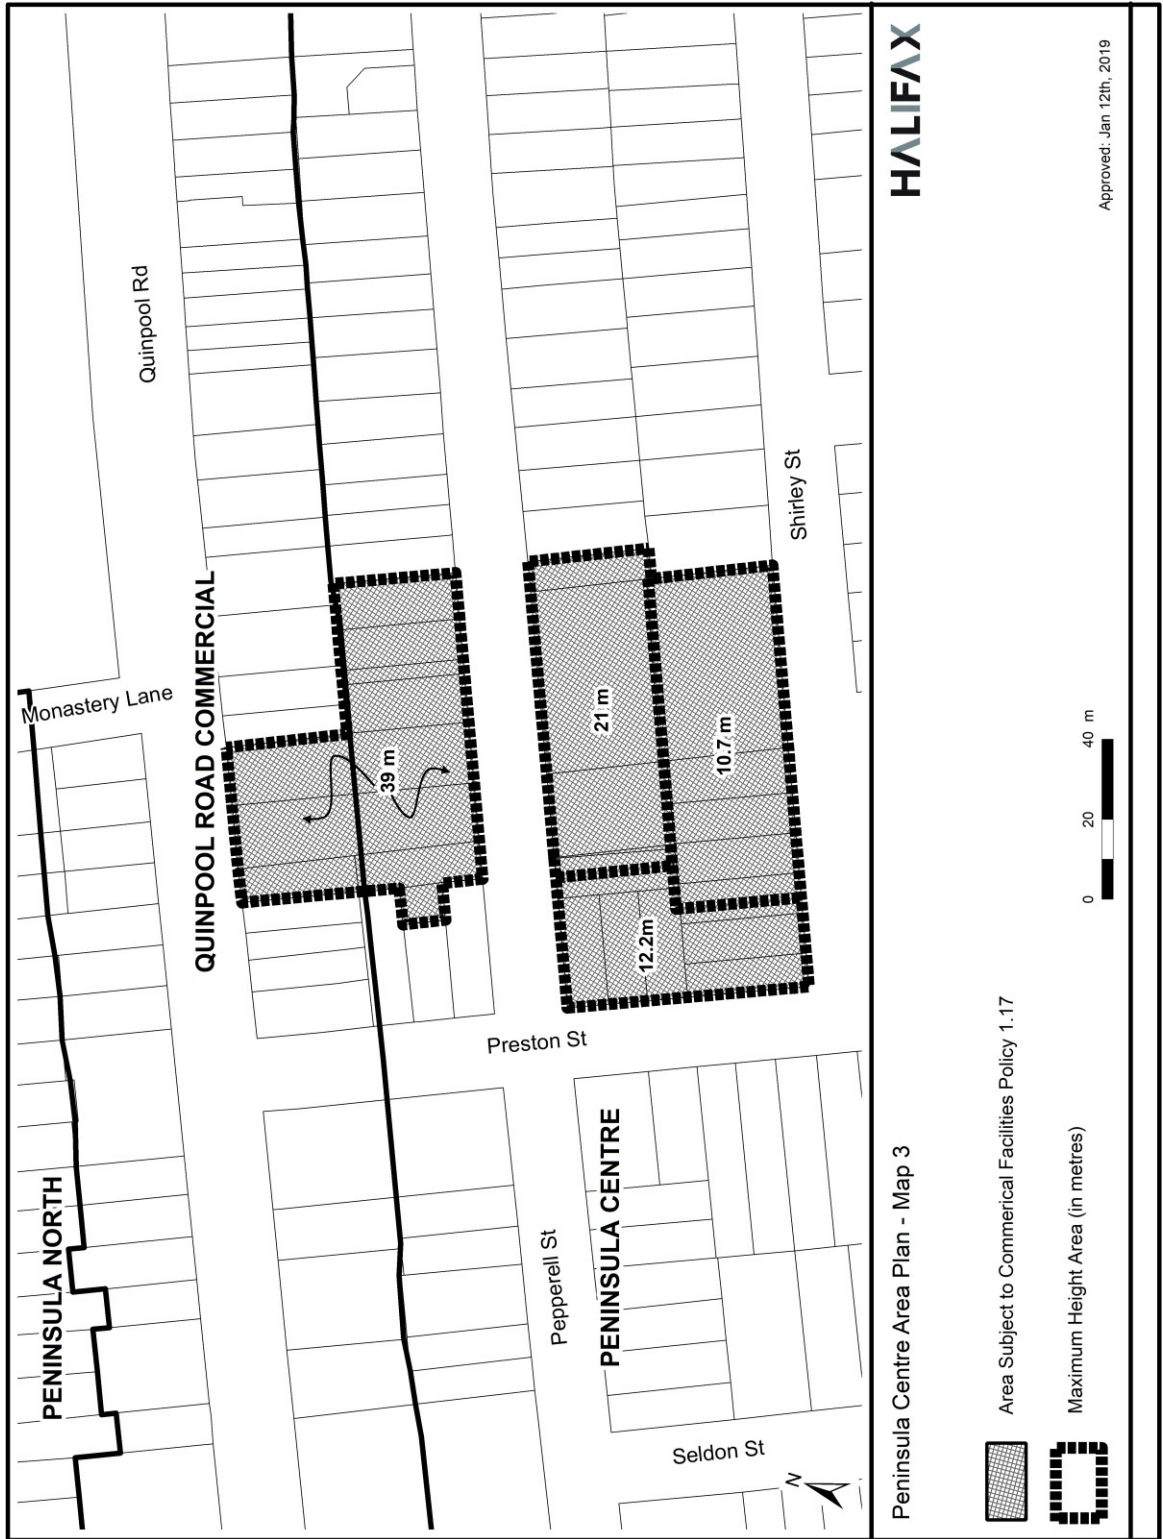 PENINSULA NORTH
Monastery Lane
Quinpool Rd
QUINPOOL ROAD COMMERCIAL
39 m
Preston St
Pepperell St
21 m
12.2m
10.7 m
PENINSULA CENTRE
Seldon St
Shirley St
N
Peninsula Centre Area Plan - Map 3
HALIFAX
Area Subject to Commerical Facilities Policy 1.17
Maximum Height Area (in metres)
0 20 40 m
Approved: Jan 12th, 2019